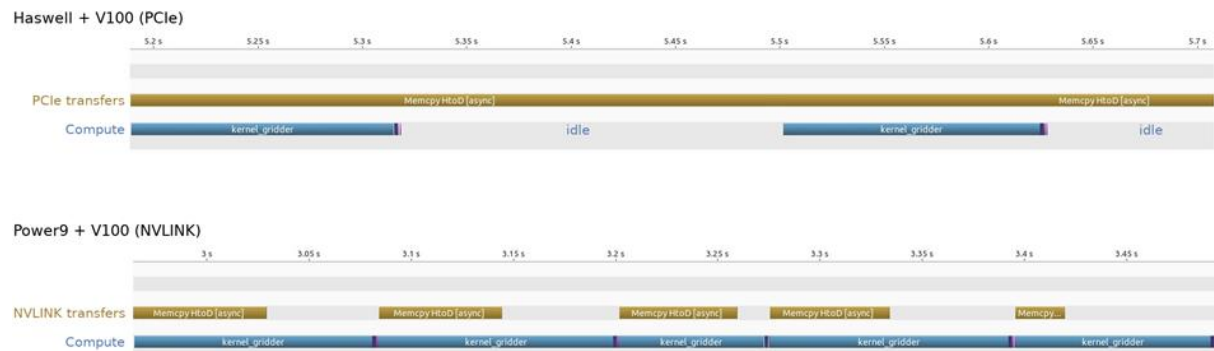 Haswell + V100 (PCIe)
5.2 s 5.25 s 5.3 s 5.35 s 5.4 s 5.45 s 5.5 s 5.55 s 5.6 s 5.65 s 5.7 s
PCIe transfers Memcpy HtoD [async] Memcpy HtoD [async]
Compute kernel_gridder idle kernel_gridder idle
Power9 + V100 (NVLINK)
3 s 3.05 s 3.1 s 3.15 s 3.2 s 3.25 s 3.3 s 3.35 s 3.4 s 3.45 s
NVLINK transfers Memcpy HtoD [async] Memcpy HtoD [async] Memcpy HtoD [async] Memcpy HtoD [async] Memcpy...
Compute kernel_gridder kernel_gridder kernel_gridder kernel_gridder kernel_gridder